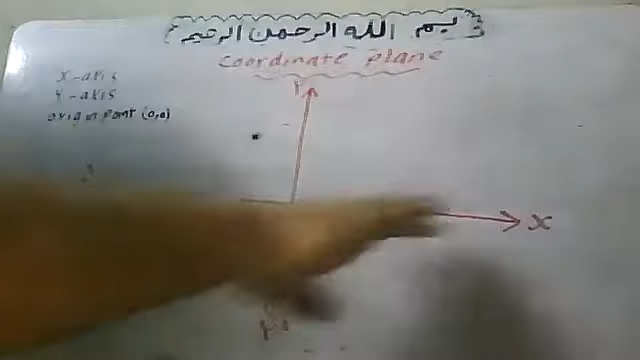 بسم الله الرحمن الرحيم
Coordinate plane
X-axis
Y-axis
origin point (0,0)
Y
X